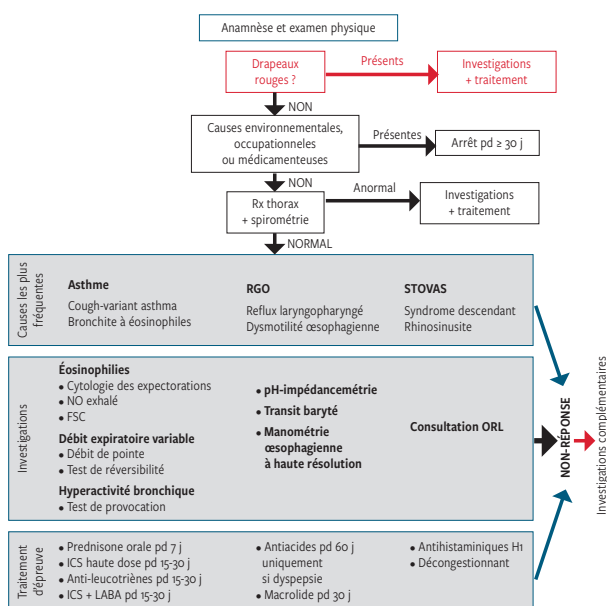 Anamnèse et examen physique
Drapeaux
rouges ?
Présents
Investigations
+ traitement
NON
Causes environnementales,
occupationneles
ou médicamenteuses
Présentes
Arrêt pd ≥ 30 j
NON
Rx thorax
+ spirométrie
Anormal
Investigations
+ traitement
NORMAL
Causes les plus
fréquentes
Asthme
Cough-variant asthma
Bronchite à éosinophiles
RGO
Reflux laryngopharyngé
Dysmotilité œsophagienne
STOVAS
Syndrome descendant
Rhinosinusite
Investigations
Éosinophilies
• Cytologie des expectorations
• NO exhalé
• FSC
Débit expiratoire variable
• Débit de pointe
• Test de réversibilité
Hyperactivité bronchique
• Test de provocation
• pH-impédancemétrie
• Transit baryté
• Manométrie
œsophagienne
à haute résolution
Consultation ORL
NON-RÉPONSE
Investigations complémentaires
Traitement
d'épreuve
• Prednisone orale pd 7 j
• ICS haute dose pd 15-30 j
• Anti-leucotriènes pd 15-30 j
• ICS + LABA pd 15-30 j
• Antiacides pd 60 j
uniquement
si dyspepsie
• Macrolide pd 30 j
• Antihistaminiques H1
• Décongestionnant